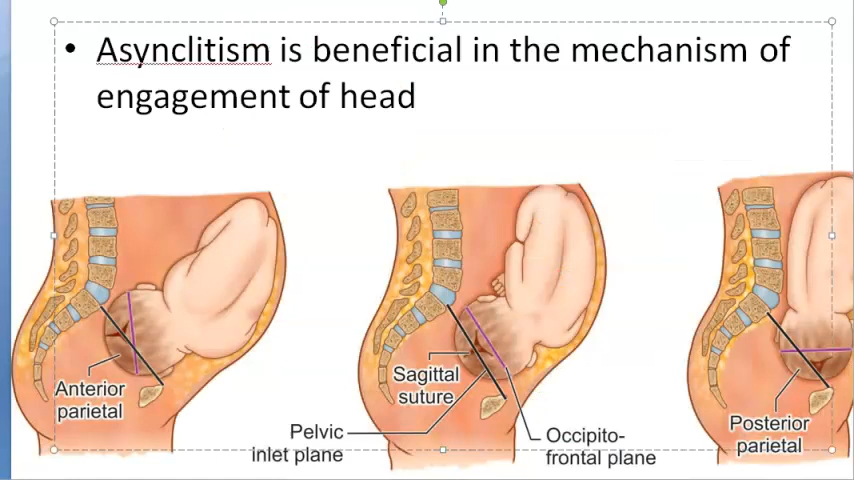 • Asynclitism is beneficial in the mechanism of
engagement of head
Anterior
parietal
Sagittal
suture
Pelvic
inlet plane
Occipito-
frontal plane
Posterior
parietal